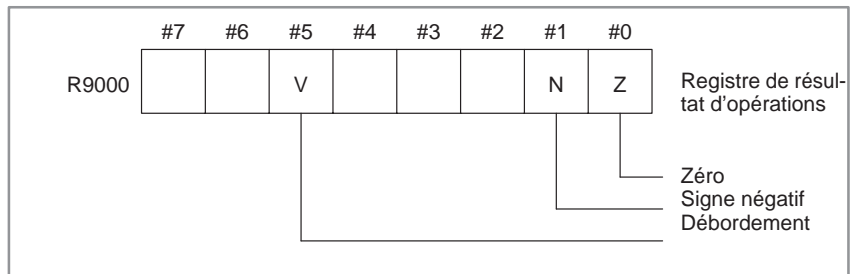 #7 #6 #5 #4 #3 #2 #1 #0
R9000 V N Z
Registre de résul-
tat d'opérations
Zéro
Signe négatif
Débordement